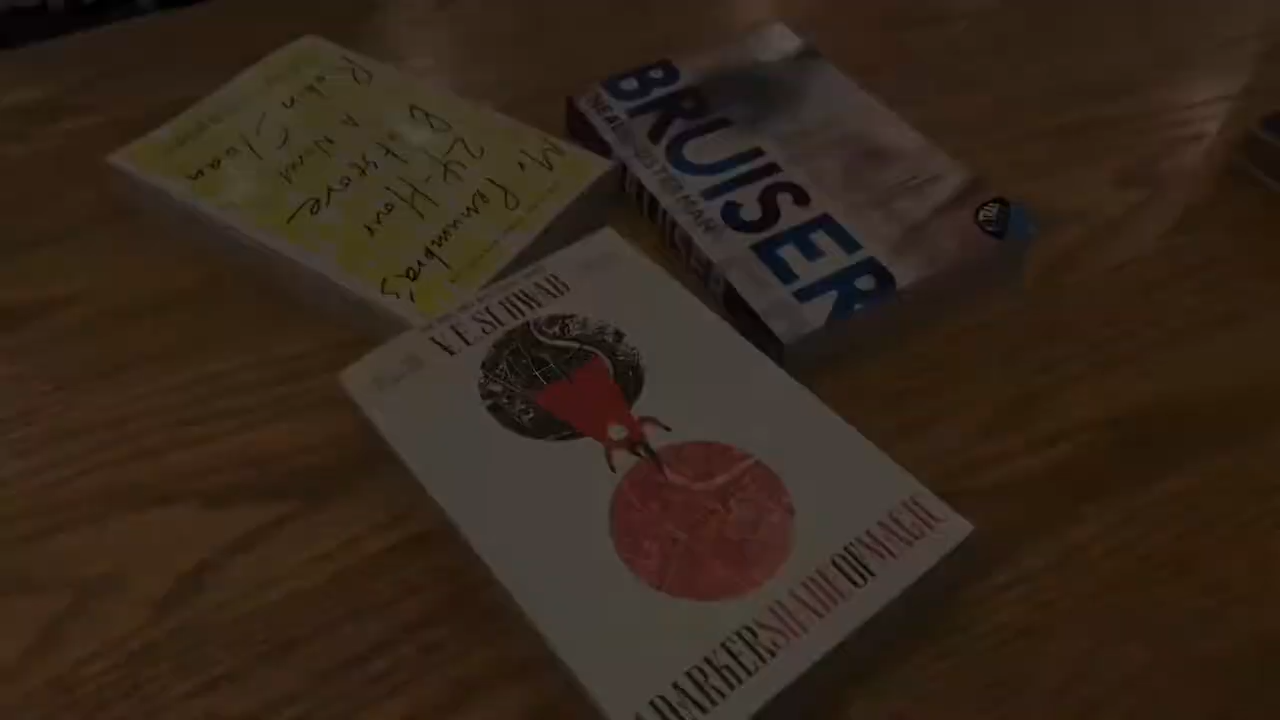 Mr. Penumbra's
24-Hour
Bookstore
A Novel
Robin Sloan
BRUISER
NEAL SHUSTERMAN
V. E. SCHWAB
A DARKER SHADE OF MAGIC